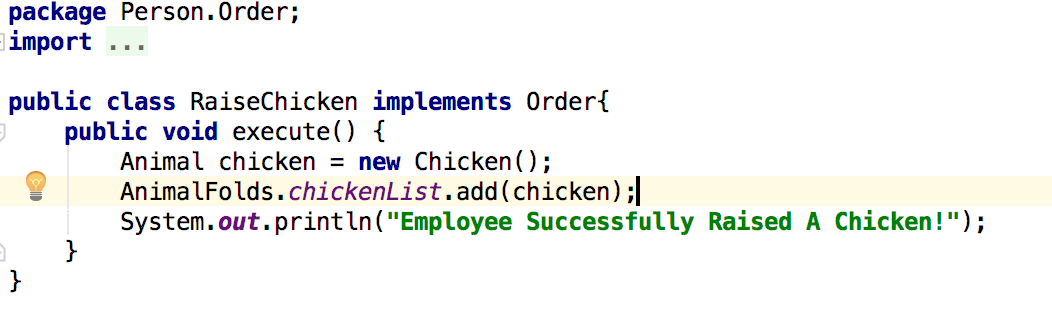 package Person.Order;
import ...
public class RaiseChicken implements Order{
    public void execute() {
        Animal chicken = new Chicken();
        AnimalFolds.chickenList.add(chicken);
        System.out.println("Employee Successfully Raised A Chicken!");
    }
}